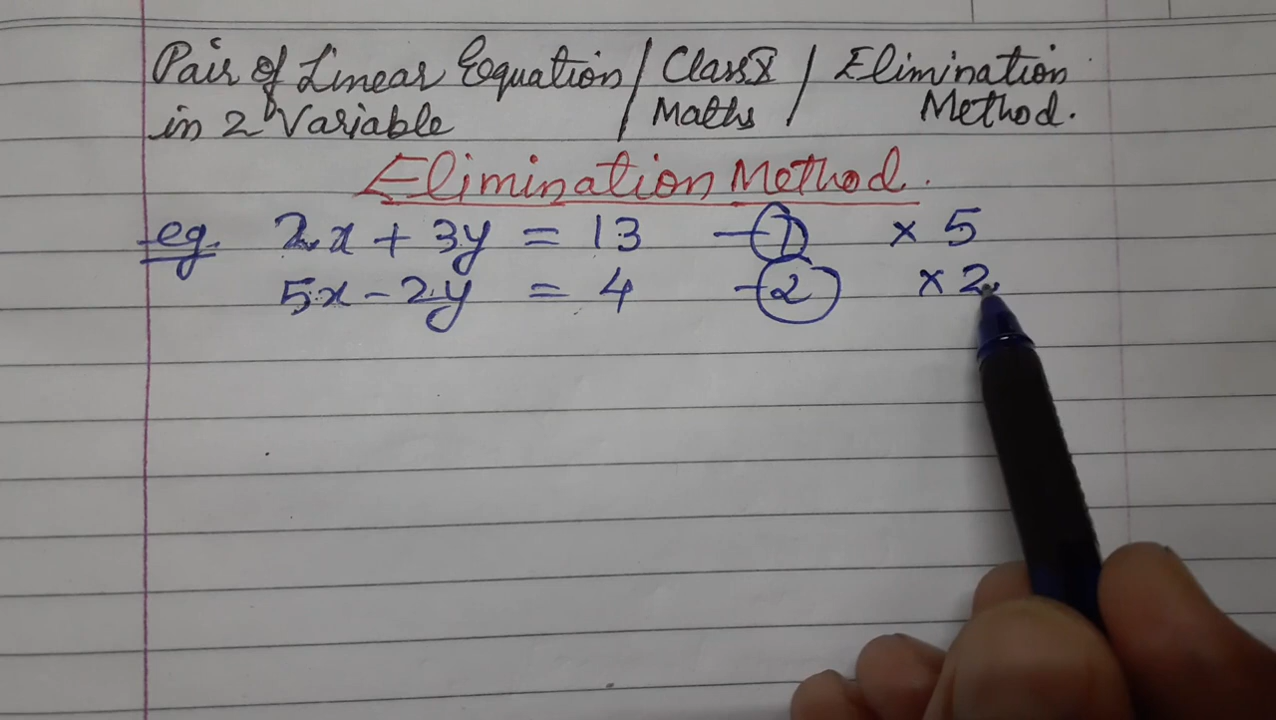 Pair of Linear Equation / Class X / Elimination
in 2 Variable / Maths / Method.
Elimination Method.
eg. 2x + 3y = 13 - 1 × 5
5x - 2y = 4 - 2 × 2